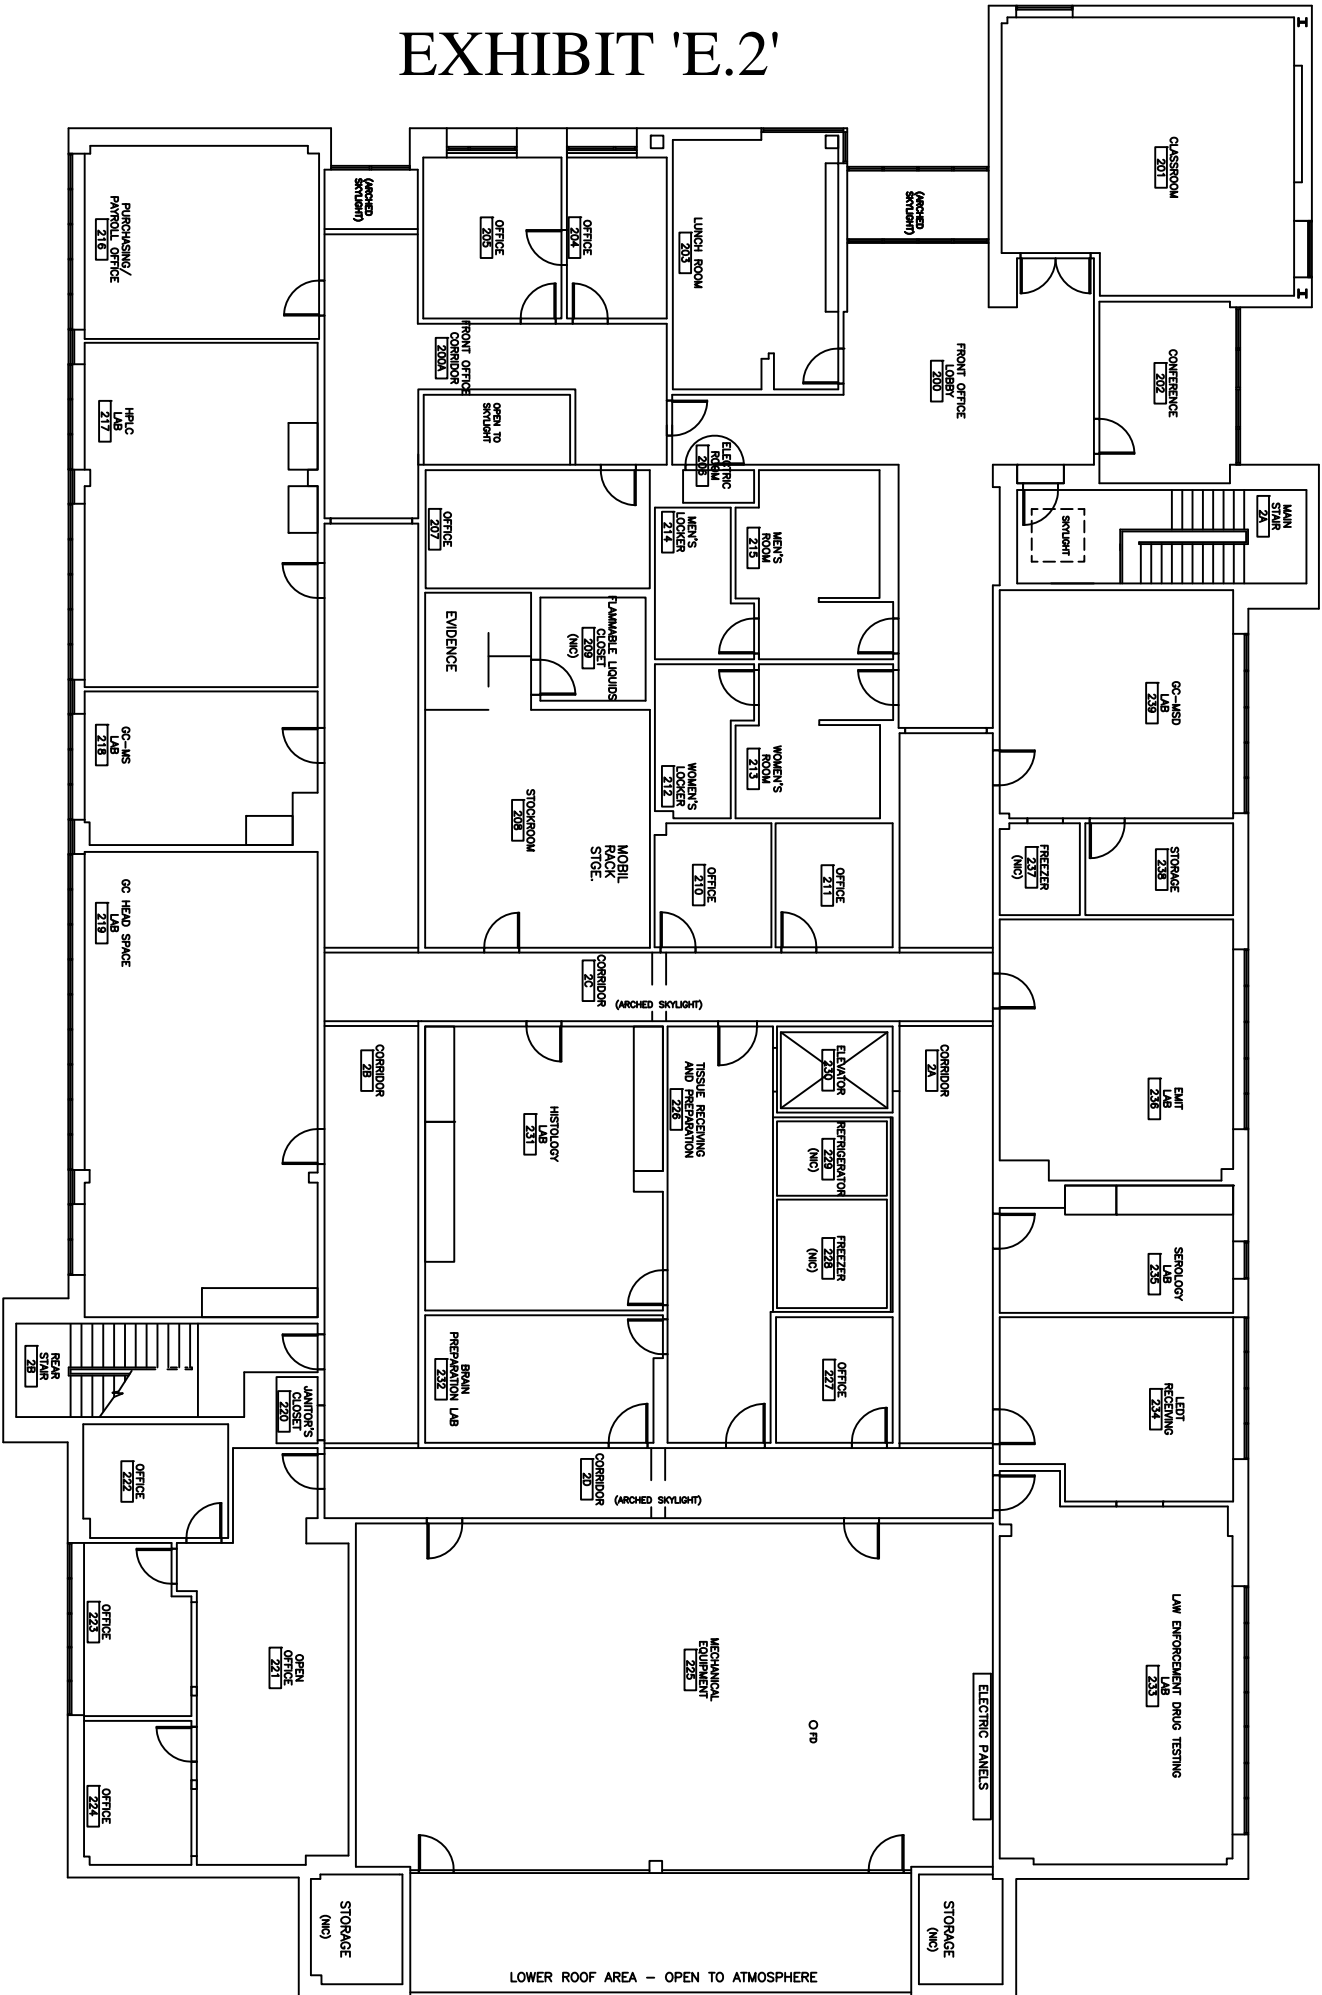 EXHIBIT 'E.2'
CLASSROOM
201
(ARCHED
SKYLIGHT)
(ARCHED
SKYLIGHT)
PURCHASING/
PAYROLL OFFICE
216
OFFICE
205
OFFICE
204
LUNCH ROOM
203
FRONT OFFICE
CORRIDOR
200A
FRONT OFFICE
LOBBY
200
CONFERENCE
202
HPLC
LAB
217
OPEN TO
SKYLIGHT
ELECTRIC
ROOM
206
OFFICE
207
MEN'S
LOCKER
214
MEN'S
ROOM
215
SKYLIGHT
MAIN
STAIR
2A
EVIDENCE
FLAMMABLE LIQUIDS
CLOSET
209
(NIC)
GC-MS
LAB
218
STOCKROOM
208
MOBIL
RACK
STGE.
WOMEN'S
LOCKER
212
WOMEN'S
ROOM
213
GC-MSD
LAB
239
OFFICE
210
OFFICE
211
FREEZER
237
(NIC)
STORAGE
238
GC HEAD SPACE
LAB
219
CORRIDOR
2C
(ARCHED SKYLIGHT)
CORRIDOR
2B
HISTOLOGY
LAB
231
TISSUE RECEIVING
AND PREPARATION
226
ELEVATOR
230
CORRIDOR
2A
EMIT
LAB
236
REFRIGERATOR
229
(NIC)
FREEZER
228
(NIC)
SEROLOGY
LAB
235
REAR
STAIR
2B
JANITOR'S
CLOSET
220
BRAIN
PREPARATION LAB
232
OFFICE
227
LEDT
RECEIVING
234
OFFICE
222
CORRIDOR
2D
(ARCHED SKYLIGHT)
OFFICE
223
OPEN
OFFICE
221
MECHANICAL
EQUIPMENT
225
FD
ELECTRIC PANELS
LAW ENFORCEMENT DRUG TESTING
LAB
233
OFFICE
224
STORAGE
(NIC)
STORAGE
(NIC)
LOWER ROOF AREA - OPEN TO ATMOSPHERE